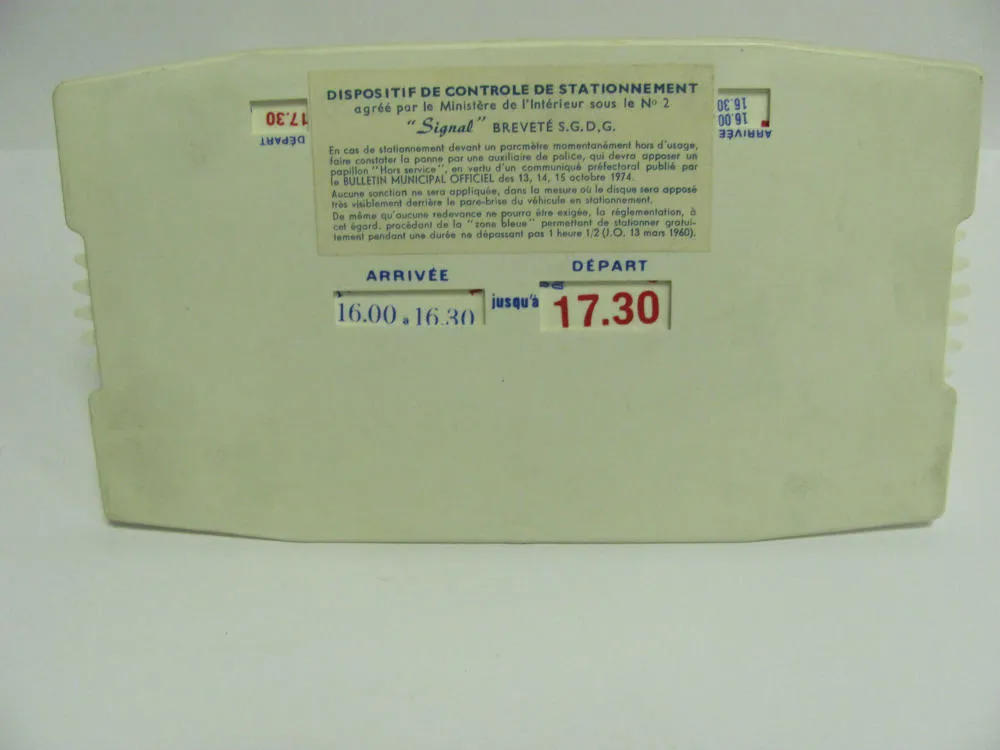 DISPOSITIF DE CONTROLE DE STATIONNEMENT
agréé par le Ministère de l'Intérieur sous le No 2
"Signal" BREVETÉ S.G.D.G.
En cas de stationnement devant un parcmètre momentanément hors d'usage,
faire constater la panne par une auxiliaire de police, qui devra apposer un
papillon "Hors service", en vertu d'un communiqué préfectoral publié par
le BULLETIN MUNICIPAL OFFICIEL des 13, 14, 15 octobre 1974.
Aucune sanction ne sera appliquée, dans la mesure où le disque sera apposé
très visiblement derrière le pare-brise du véhicule en stationnement.
De même qu'aucune redevance ne pourra être exigée, la réglementation, à
cet égard, procédant de la "zone bleue" permettant de stationner gratui-
tement pendant une durée ne dépassant pas 1 heure 1/2 (J.O. 13 mars 1960).
17.30
DÉPART
16.30
16.00
ARRIVÉE
ARRIVÉE
DÉPART
16.00 à 16.30
jusqu'à
17.30